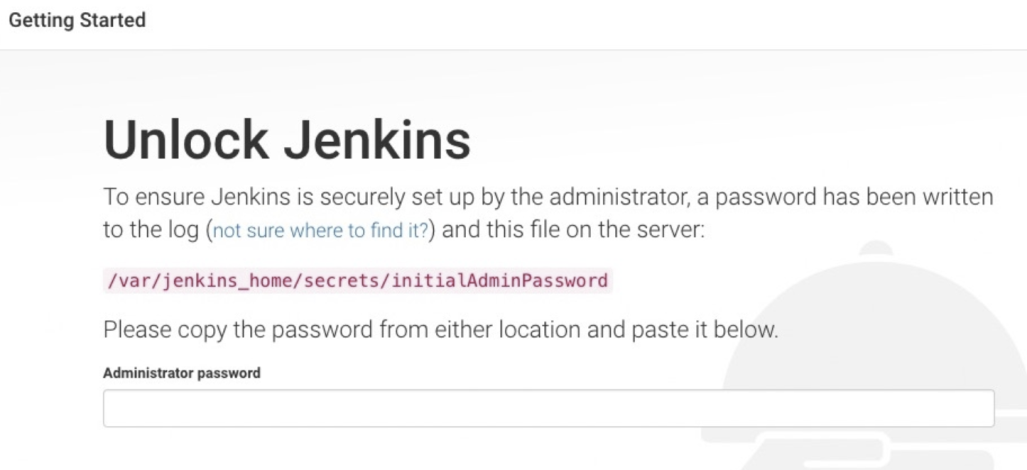 Getting Started
Unlock Jenkins
To ensure Jenkins is securely set up by the administrator, a password has been written
to the log (not sure where to find it?) and this file on the server:
/var/jenkins_home/secrets/initialAdminPassword
Please copy the password from either location and paste it below.
Administrator password